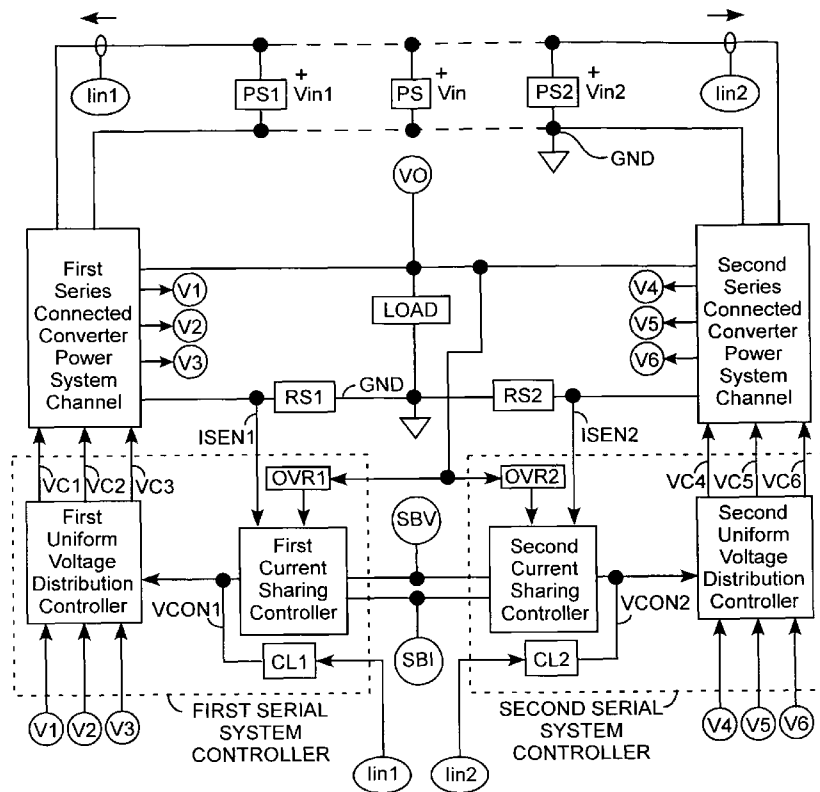 Iin1
PS1
+
Vin1
PS
+
Vin
PS2
+
Vin2
Iin2
GND
VO
First
Series
Connected
Converter
Power
System
Channel
V1
V2
V3
LOAD
V4
V5
V6
Second
Series
Connected
Converter
Power
System
Channel
RS1
GND
RS2
ISEN1
ISEN2
VC1
VC2
VC3
OVR1
OVR2
VC4
VC5
VC6
First
Uniform
Voltage
Distribution
Controller
First
Current
Sharing
Controller
SBV
Second
Current
Sharing
Controller
Second
Uniform
Voltage
Distribution
Controller
VCON1
VCON2
CL1
SBI
CL2
V1
V2
V3
FIRST SERIAL
SYSTEM
CONTROLLER
SECOND SERIAL
SYSTEM
CONTROLLER
V4
V5
V6
Iin1
Iin2